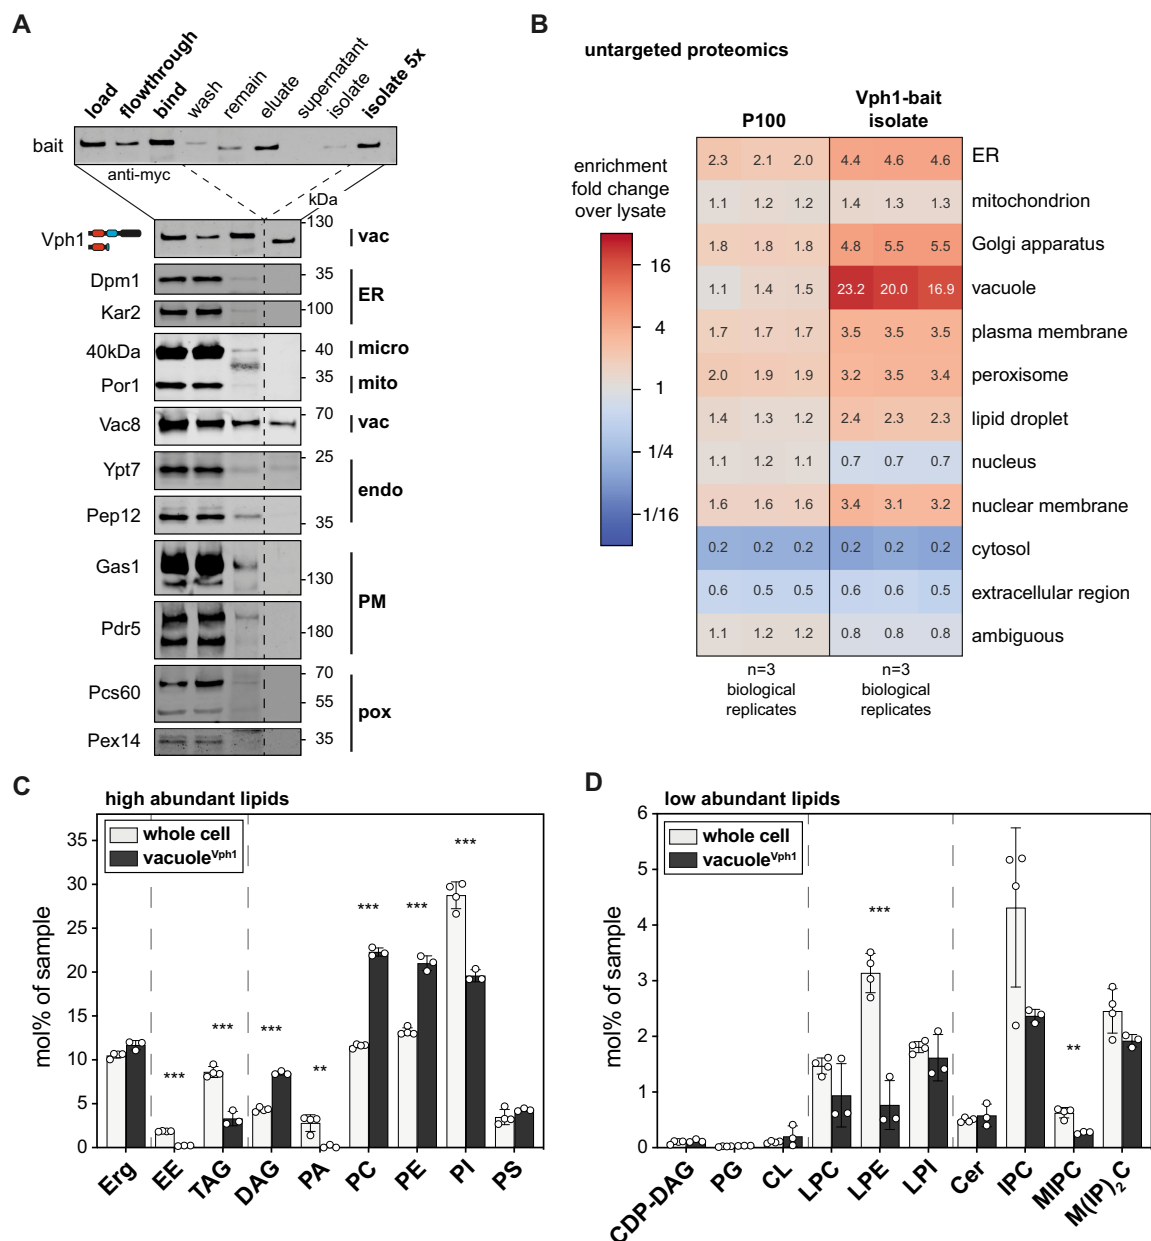 A
load
flowthrough
bind
wash
remain
eluate
supernatant
isolate
isolate 5x
bait
anti-myc
kDa
Vph1
130
vac
Dpm1
35
ER
Kar2
100
40kDa
40
micro
Por1
35
mito
Vac8
70
vac
Ypt7
25
endo
Pep12
35
Gas1
130
PM
Pdr5
180
Pcs60
70
55
pox
Pex14
35
B
untargeted proteomics
P100
Vph1-bait
isolate
enrichment
fold change
over lysate
16
4
1
1/4
1/16
2.3 2.1 2.0 4.4 4.6 4.6 ER
1.1 1.2 1.2 1.4 1.3 1.3 mitochondrion
1.8 1.8 1.8 4.8 5.5 5.5 Golgi apparatus
1.1 1.4 1.5 23.2 20.0 16.9 vacuole
1.7 1.7 1.7 3.5 3.5 3.5 plasma membrane
2.0 1.9 1.9 3.2 3.5 3.4 peroxisome
1.4 1.3 1.2 2.4 2.3 2.3 lipid droplet
1.1 1.2 1.1 0.7 0.7 0.7 nucleus
1.6 1.6 1.6 3.4 3.1 3.2 nuclear membrane
0.2 0.2 0.2 0.2 0.2 0.2 cytosol
0.6 0.5 0.5 0.6 0.6 0.5 extracellular region
1.1 1.2 1.2 0.8 0.8 0.8 ambiguous
n=3
biological
replicates
n=3
biological
replicates
C
high abundant lipids
whole cell
vacuoleVph1
mol% of sample
35
30
25
20
15
10
5
0
***
***
***
**
***
***
***
Erg
EE
TAG
DAG
PA
PC
PE
PI
PS
D
low abundant lipids
whole cell
vacuoleVph1
mol% of sample
6
5
4
3
2
1
0
***
**
CDP-DAG
PG
CL
LPC
LPE
LPI
Cer
IPC
MIPC
M(IP)₂C